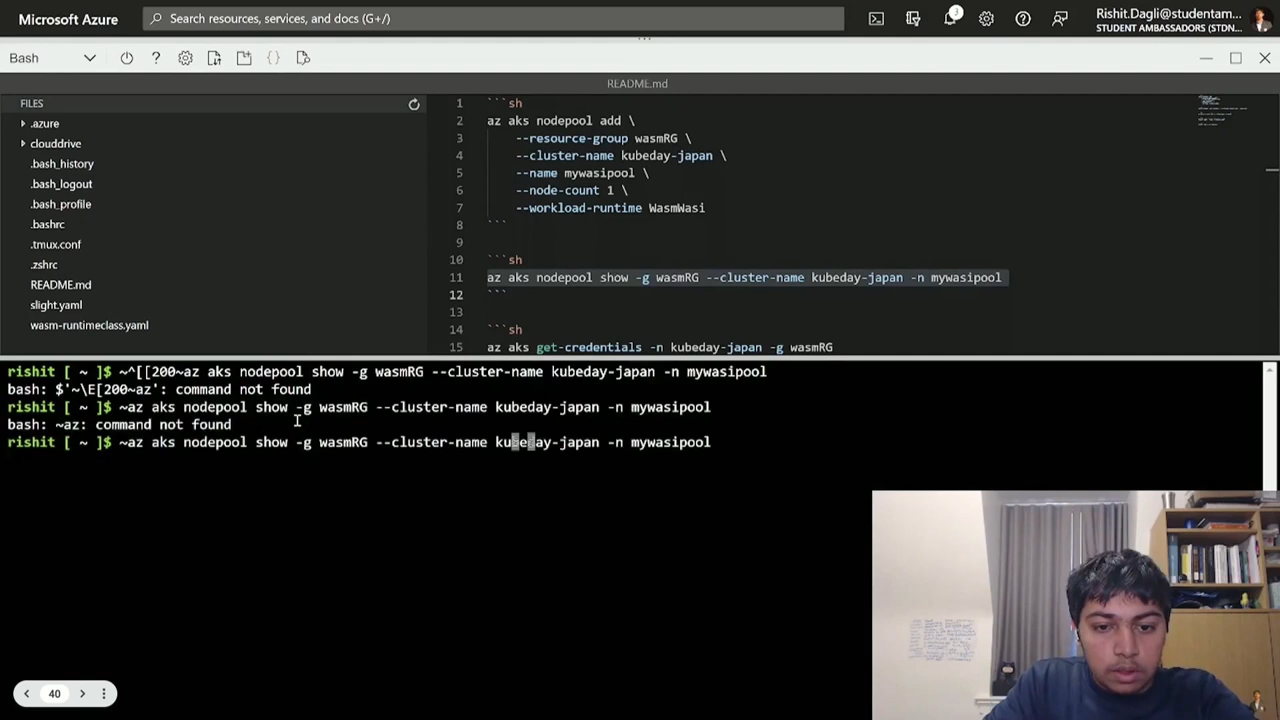 Microsoft Azure
Search resources, services, and docs (G+/)
3
Rishit.Dagli@studentam...
STUDENT AMBASSADORS (STDN...
Bash
README.md
FILES
.azure
clouddrive
.bash_history
.bash_logout
.bash_profile
.bashrc
.tmux.conf
.zshrc
README.md
slight.yaml
wasm-runtimeclass.yaml
1 ```sh
2 az aks nodepool add \
3 --resource-group wasmRG \
4 --cluster-name kubeday-japan \
5 --name mywasipool \
6 --node-count 1 \
7 --workload-runtime WasmWasi
8 ```
9
10 ```sh
11 az aks nodepool show -g wasmRG --cluster-name kubeday-japan -n mywasipool
12 ```
13
14 ```sh
15 az aks get-credentials -n kubeday-japan -g wasmRG
rishit [ ~ ]$ ~^[[200~az aks nodepool show -g wasmRG --cluster-name kubeday-japan -n mywasipool
bash: $'~\E[200~az': command not found
rishit [ ~ ]$ ~az aks nodepool show -g wasmRG --cluster-name kubeday-japan -n mywasipool
bash: ~az: command not found
rishit [ ~ ]$ ~az aks nodepool show -g wasmRG --cluster-name kubeday-japan -n mywasipool
40